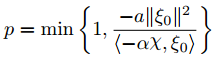 p = min { 1, −a‖ξ₀‖² / ⟨−αχ, ξ₀⟩ }